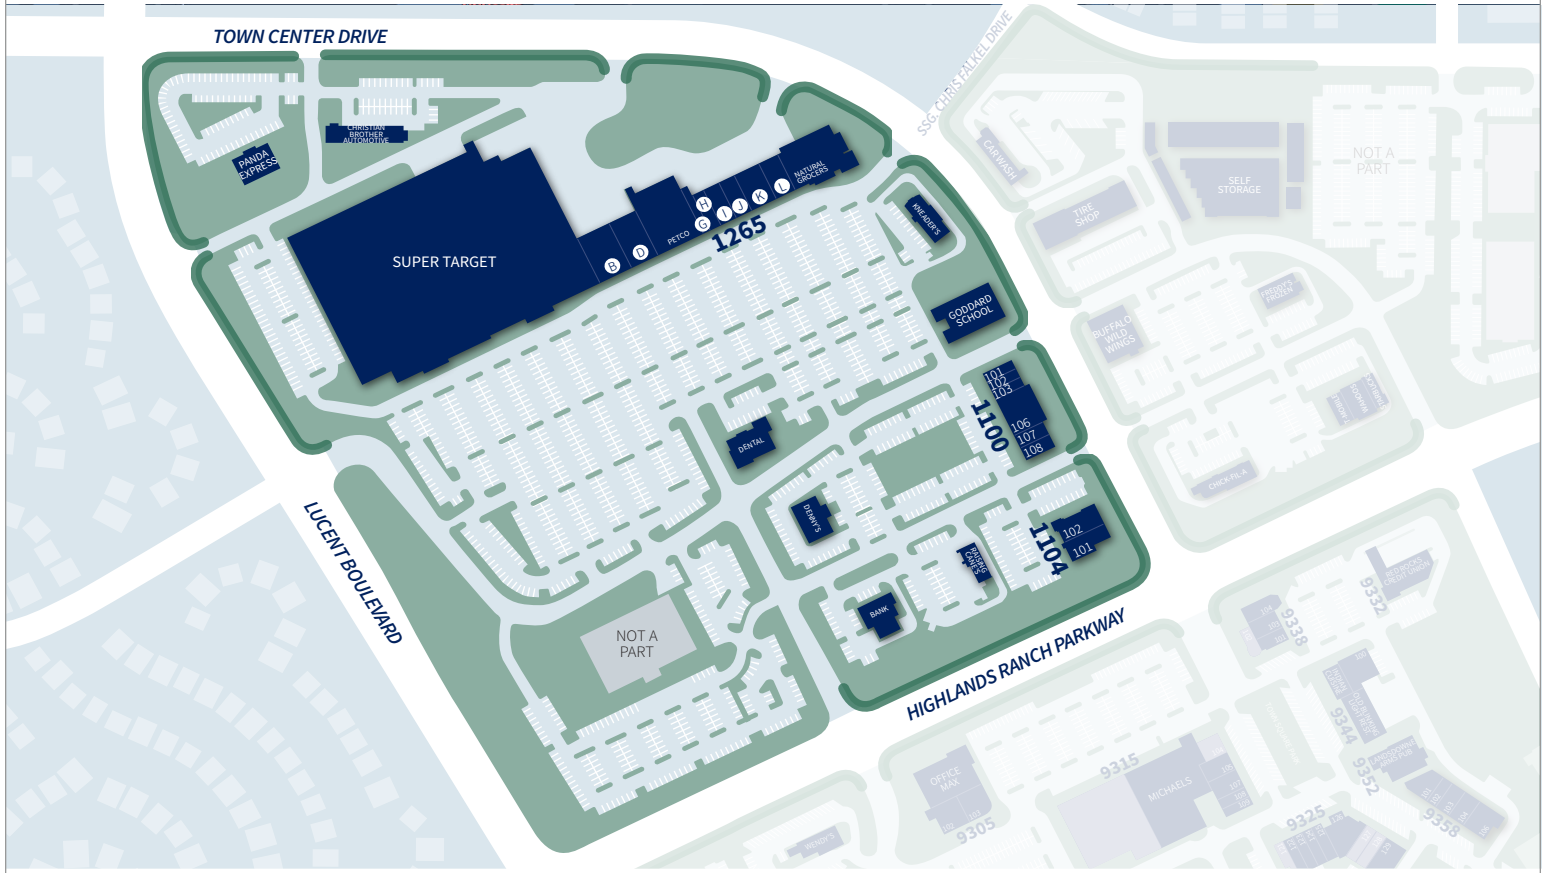 TOWN CENTER DRIVE
SSG. CHRIS FALKEL DRIVE
CHRISTIAN
BROTHER
AUTOMOTIVE
PANDA
EXPRESS
SUPER TARGET
B
D
PETCO
H
G
I
J
K
L
NATURAL
GROCERS
1265
KNEADER'S
GODDARD
SCHOOL
CAR WASH
TIRE
SHOP
SELF
STORAGE
NOT A
PART
FREDDY'S
FROZEN
BUFFALO
WILD
WINGS
CHICK-FIL-A
101
102
103
106
107
108
1100
DENTAL
DENNY'S
RAISING
CANE'S
BANK
102
101
1104
NOT A
PART
LUCENT BOULEVARD
HIGHLANDS RANCH PARKWAY
9338
9332
9344
9352
9358
9315
9325
9305
OFFICE
MAX
MICHAELS
WENDY'S